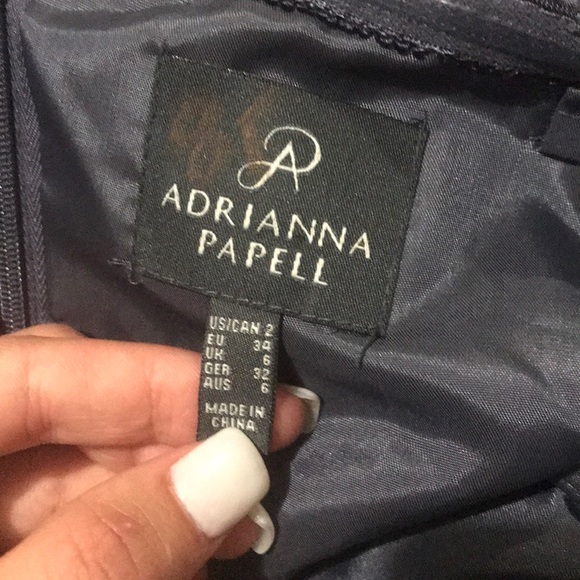 ADRIANNA
PAPELL
US/CAN 2
EU 34
UK 6
GER 32
AUS 6
MADE IN
CHINA